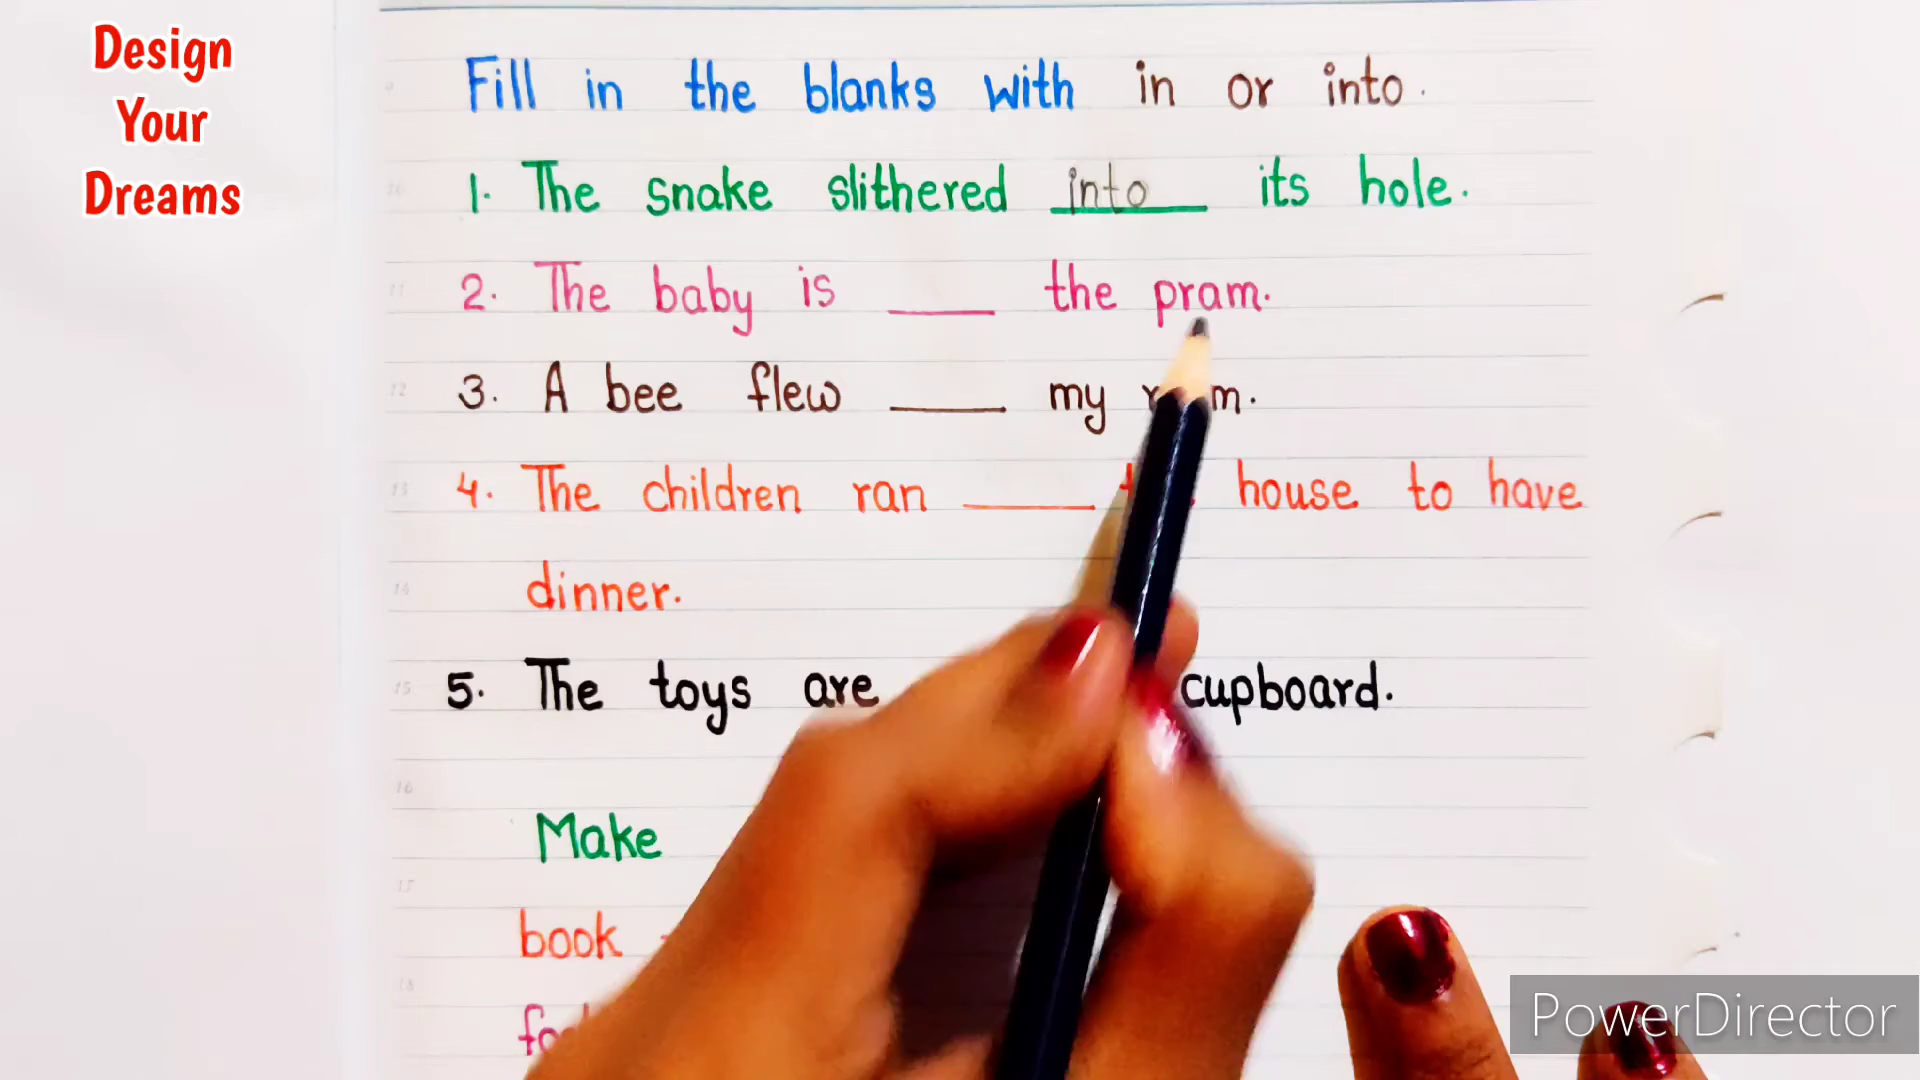 Design
Your
Dreams
Fill in the blanks with in or into.
1. The snake slithered into its hole.
2. The baby is ____ the pram.
3. A bee flew ____ my
4. The children ran ____ house to have
dinner.
5. The toys are cupboard.
Make
book
PowerDirector